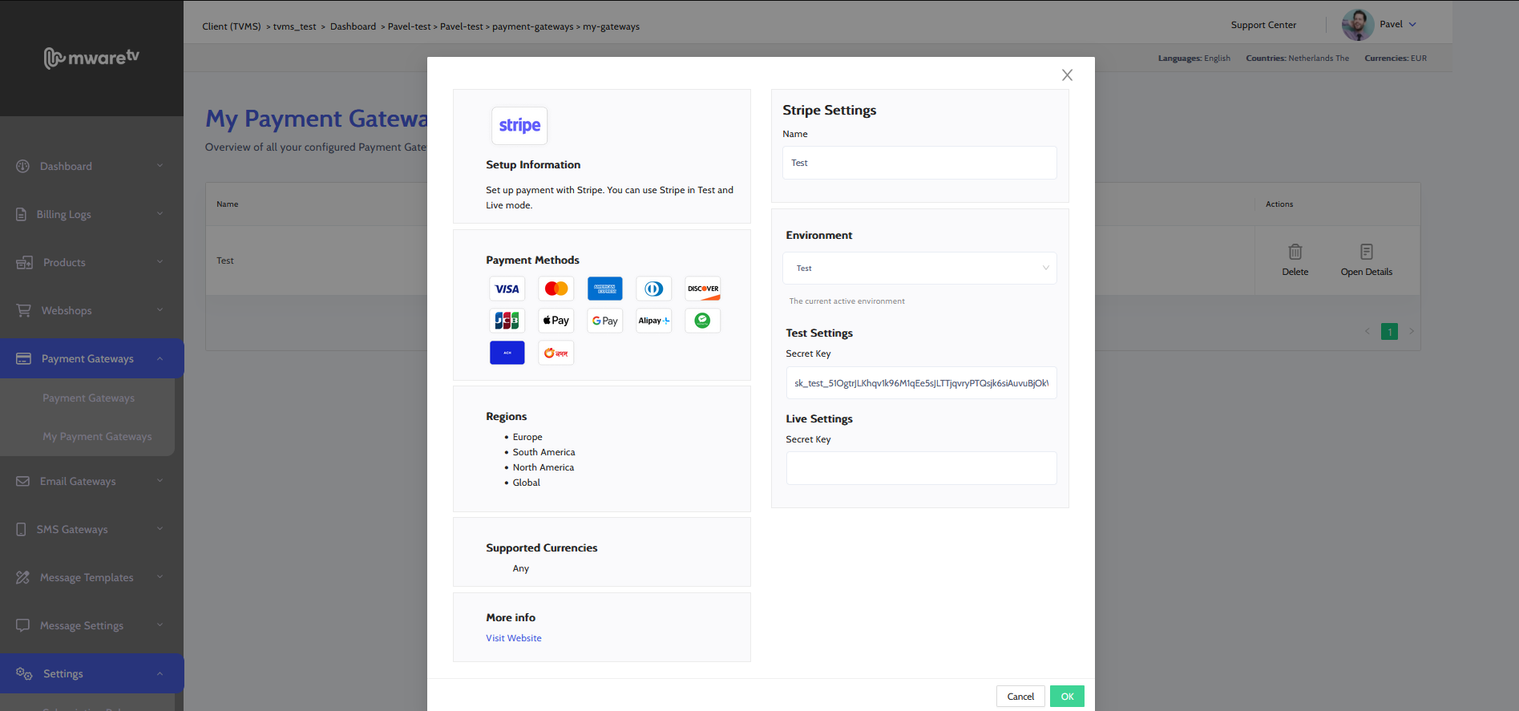 mwaretv
Client (TVMS) > tvms_test > Dashboard > Pavel-test > Pavel-test > payment-gateways > my-gateways
Support Center
Pavel
Languages: English Countries: Netherlands The Currencies: EUR
Dashboard
Billing Logs
Products
Webshops
Payment Gateways
Payment Gateways
My Payment Gateways
Email Gateways
SMS Gateways
Message Templates
Message Settings
Settings
My Payment Gatewa
Overview of all your configured Payment Gate
Name
Actions
Test
Delete
Open Details
1
stripe
Setup Information
Set up payment with Stripe. You can use Stripe in Test and
Live mode.
Payment Methods
VISA
AMERICAN EXPRESS
DISCOVER
JCB
Pay
G Pay
Alipay+
Regions
Europe
South America
North America
Global
Supported Currencies
Any
More info
Visit Website
Stripe Settings
Name
Test
Environment
Test
The current active environment
Test Settings
Secret Key
Live Settings
Secret Key
Cancel
OK